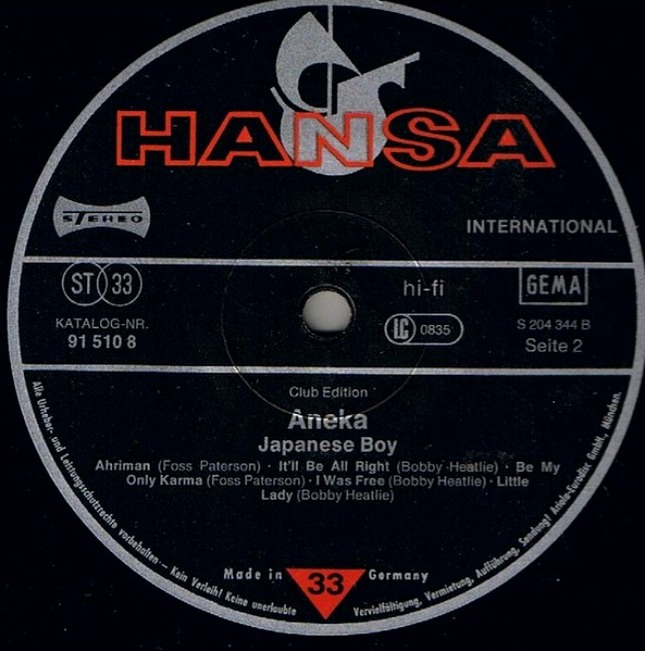 HANSA
STEREO
INTERNATIONAL
ST 33
hi-fi
GEMA
KATALOG-NR.
91 510 8
LC 0835
S 204 344 B
Seite 2
Club Edition
Aneka
Japanese Boy
Ahriman (Foss Paterson) · It'll Be All Right (Bobby Heatlie) · Be My
Only Karma (Foss Paterson) · I Was Free (Bobby Heatlie) · Little
Lady (Bobby Heatlie)
Made in 33 Germany
Alle Urheber- und Leistungsschutzrechte vorbehalten – Kein Verleih! Keine unerlaubte Vervielfältigung, Vermietung, Aufführung, Sendung! Ariola-Eurodisc GmbH, München.